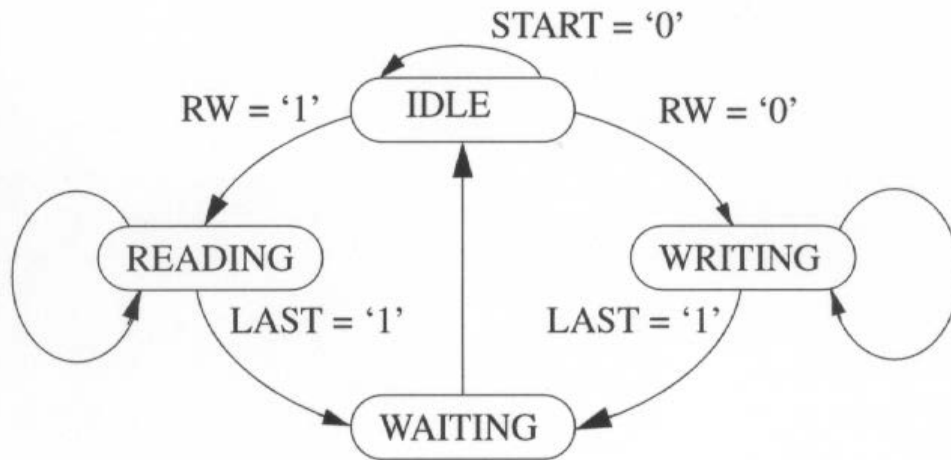 START = ‘0’
IDLE
RW = ‘1’
RW = ‘0’
READING
WRITING
LAST = ‘1’
LAST = ‘1’
WAITING